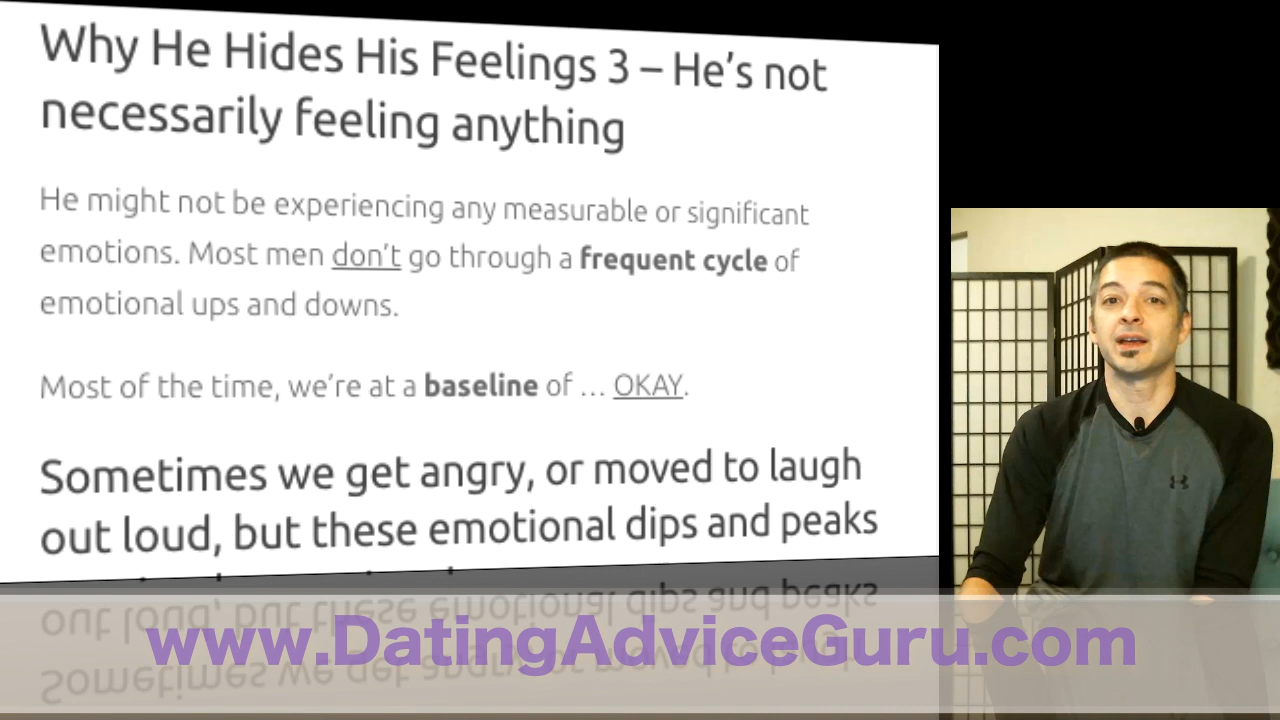 Why He Hides His Feelings 3 – He's not
necessarily feeling anything
He might not be experiencing any measurable or significant
emotions. Most men don't go through a frequent cycle of
emotional ups and downs.
Most of the time, we're at a baseline of … OKAY.
Sometimes we get angry, or moved to laugh
out loud, but these emotional dips and peaks
www.DatingAdviceGuru.com